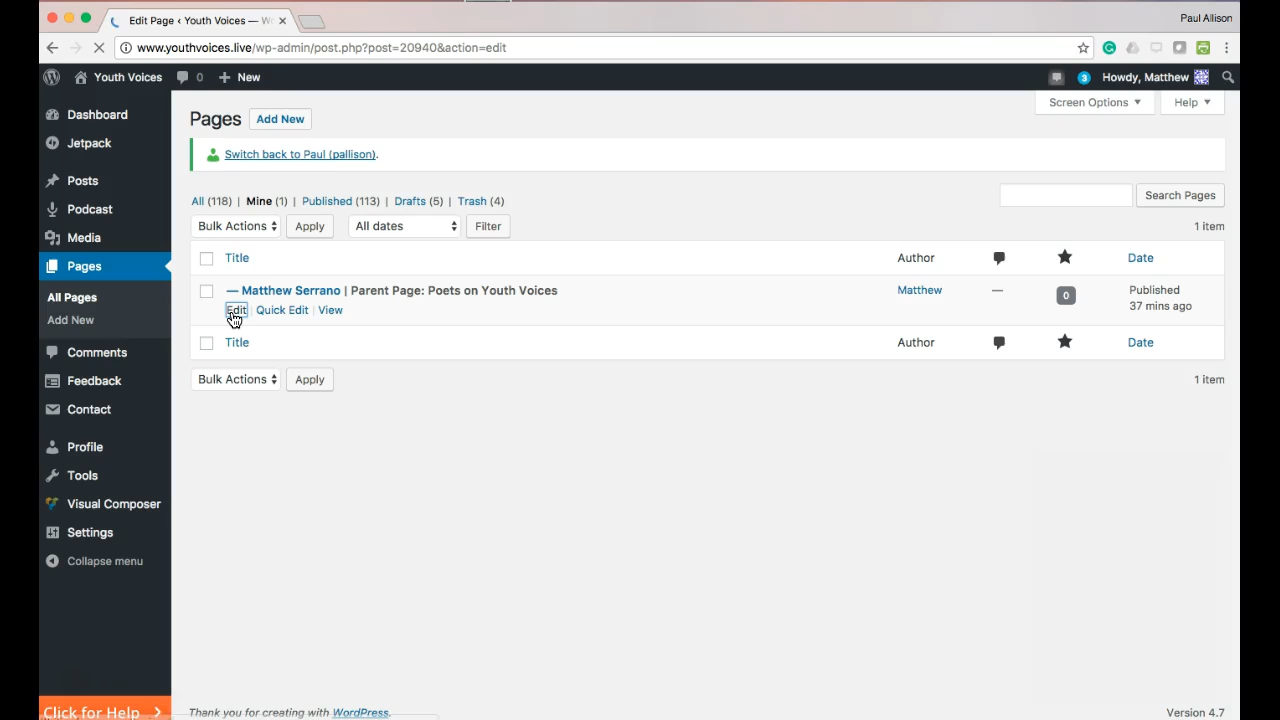 Edit Page ‹ Youth Voices — W
Paul Allison
www.youthvoices.live/wp-admin/post.php?post=20940&action=edit
Youth Voices 0 New
3 Howdy, Matthew
Screen Options Help
Dashboard
Jetpack
Posts
Podcast
Media
Pages
All Pages
Add New
Comments
Feedback
Contact
Profile
Tools
Visual Composer
Settings
Collapse menu
Click for Help
Pages Add New
Switch back to Paul (pallison).
All (118) | Mine (1) | Published (113) | Drafts (5) | Trash (4)
Search Pages
Bulk Actions Apply All dates Filter 1 item
Title Author Date
— Matthew Serrano | Parent Page: Poets on Youth Voices Matthew — 0 Published
37 mins ago
Edit Quick Edit | View
Title Author Date
Bulk Actions Apply 1 item
Thank you for creating with WordPress. Version 4.7